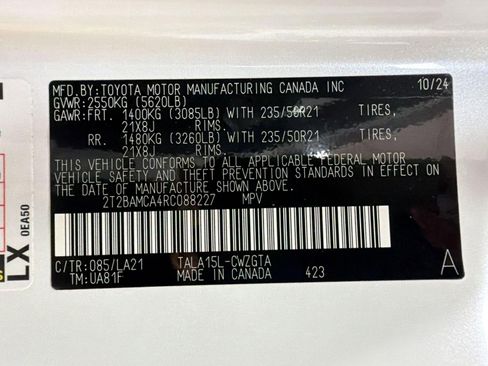 MFD.BY:TOYOTA MOTOR MANUFACTURING CANADA INC 10/24
GVWR:2550KG (5620LB)
GAWR:FRT. 1400KG (3085LB) WITH 235/50R21 TIRES,
21X8J RIMS.
RR. 1480KG (3260LB) WITH 235/50R21 TIRES,
21X8J RIMS.
THIS VEHICLE CONFORMS TO ALL APPLICABLE FEDERAL MOTOR
VEHICLE SAFETY AND THEFT PREVENTION STANDARDS IN EFFECT ON
THE DATE OF MANUFACTURE SHOWN ABOVE.
2T2BAMCA4RC088227 MPV
C/TR:085/LA21 TALA15L-CWZGTA
TM:UA81F MADE IN CANADA 423 A
LX
0EA50